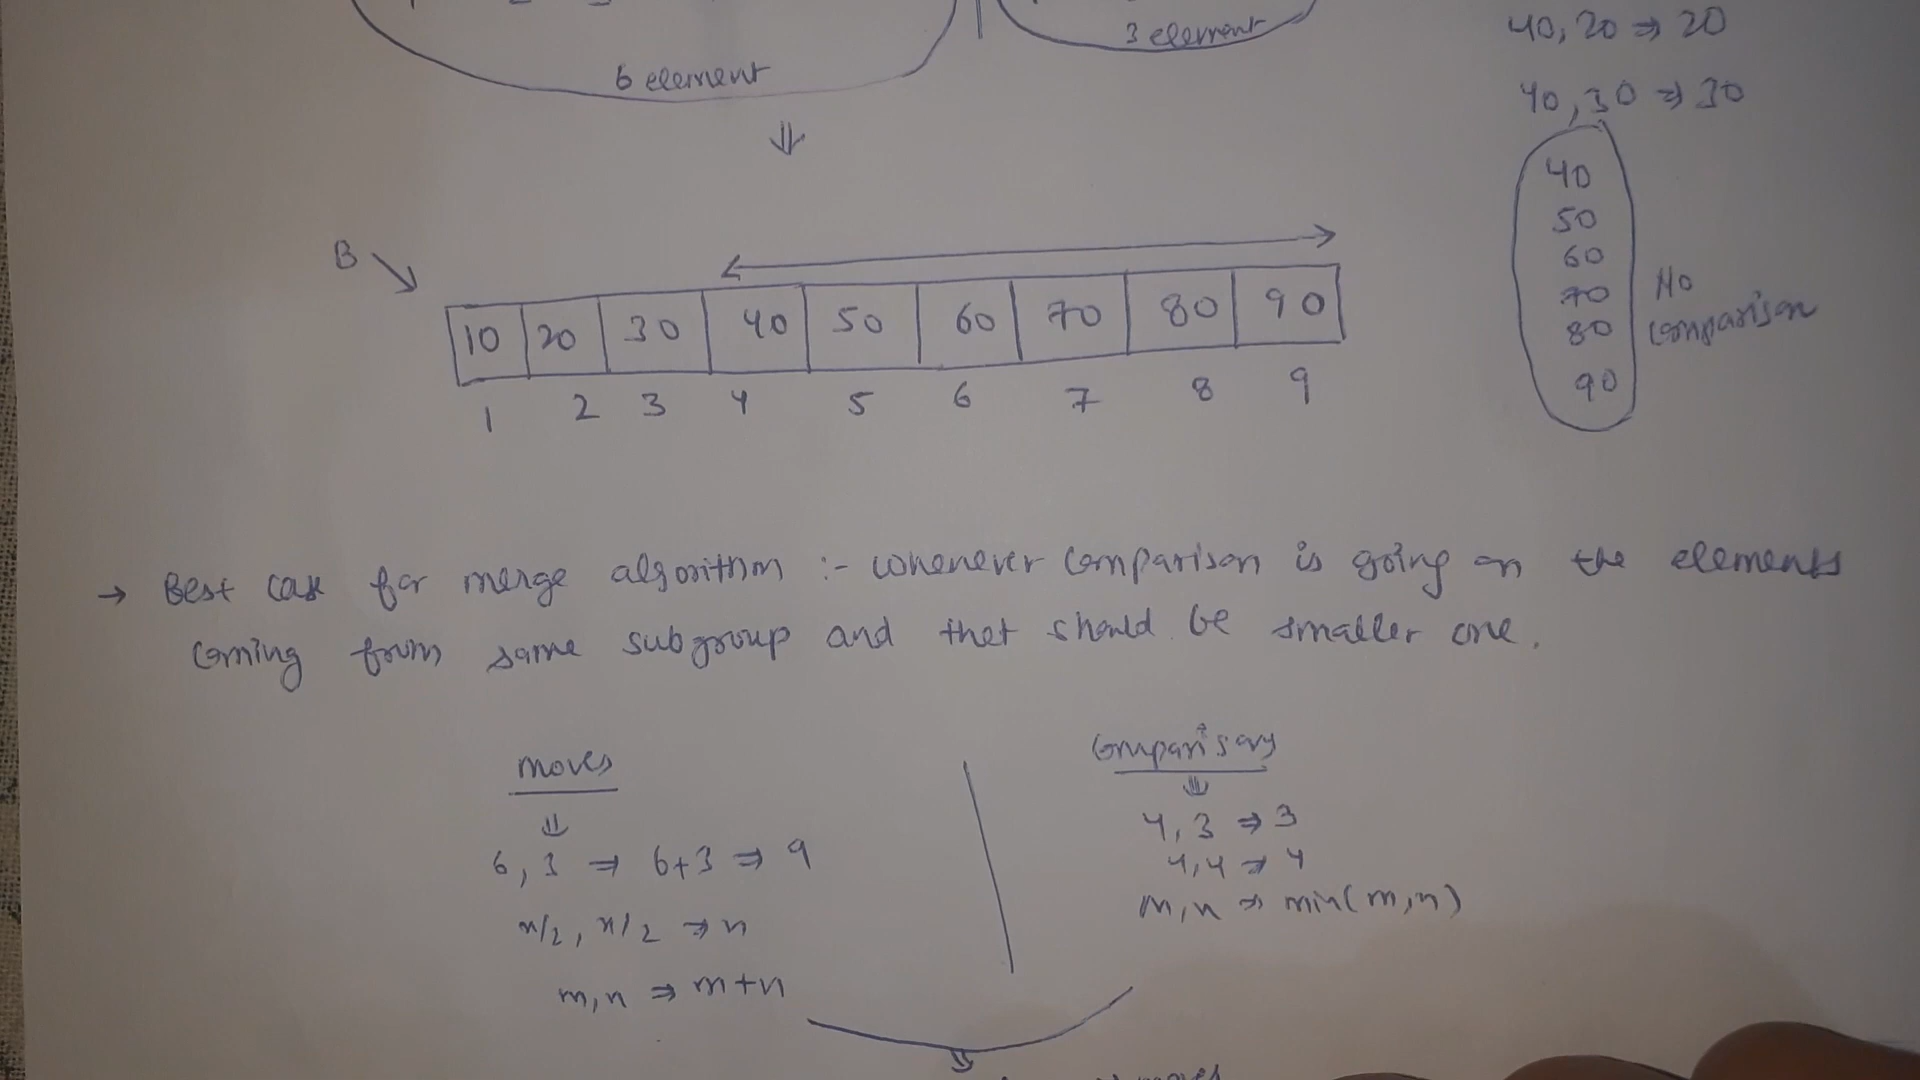 6 element
3 element
40, 20 ⇒ 20
40, 30 ⇒ 30
40
50
60
70
80
90
No
comparison
B
10 20 30 40 50 60 70 80 90
1 2 3 4 5 6 7 8 9
→ Best case for merge algorithm :- whenever comparison is going on the elements
coming from same subgroup and that should be smaller one.
moves
⇓
6, 3 ⇒ 6+3 ⇒ 9
n/2, n/2 ⇒ n
m, n ⇒ m+n
Comparisons
⇓
4, 3 ⇒ 3
4, 4 ⇒ 4
m, n ⇒ min(m, n)